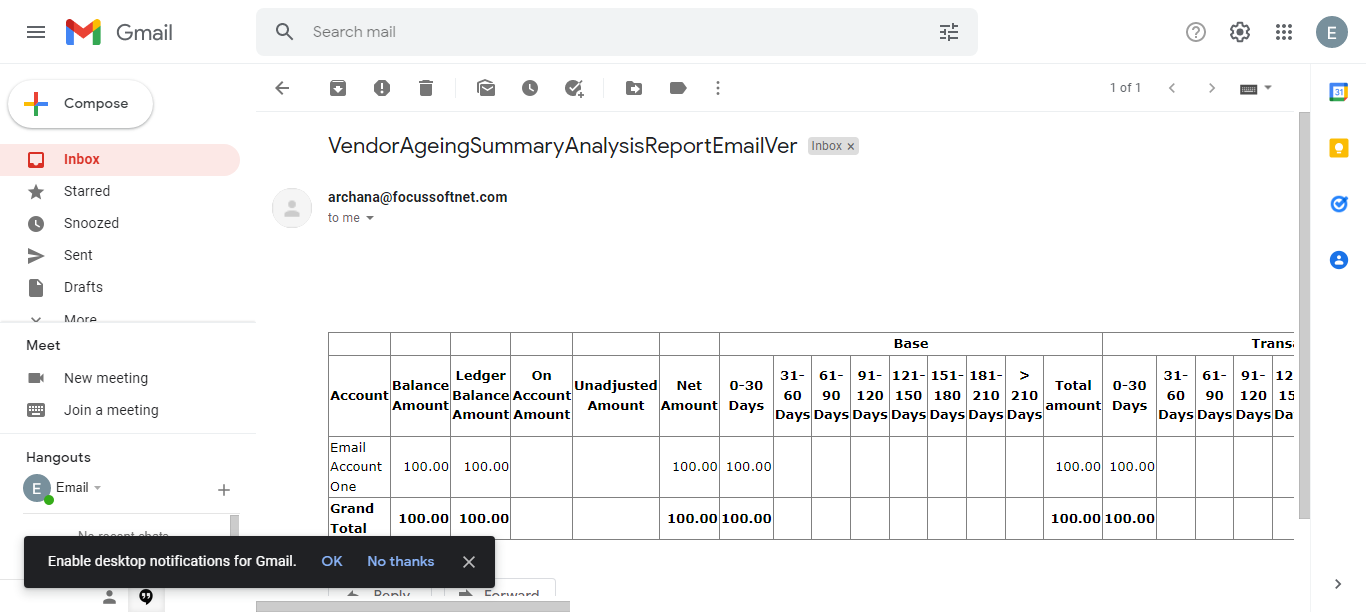 Gmail
Search mail
E
Compose
1 of 1
31
Inbox
Starred
Snoozed
Sent
Drafts
More
VendorAgeingSummaryAnalysisReportEmailVer Inbox ×
archana@focussoftnet.com
to me
Meet
New meeting
Join a meeting
Hangouts
E Email
No recent chats
Base Transa
Account Balance Amount Ledger Balance Amount On Account Amount Unadjusted Amount Net Amount 0-30 Days 31-60 Days 61-90 Days 91-120 Days 121-150 Days 151-180 Days 181-210 Days > 210 Days Total amount 0-30 Days 31-60 Days 61-90 Days 91-120 Days 12 15 Da
Email Account One 100.00 100.00 100.00 100.00 100.00 100.00
Grand Total 100.00 100.00 100.00 100.00 100.00 100.00
Enable desktop notifications for Gmail. OK No thanks
Reply Forward